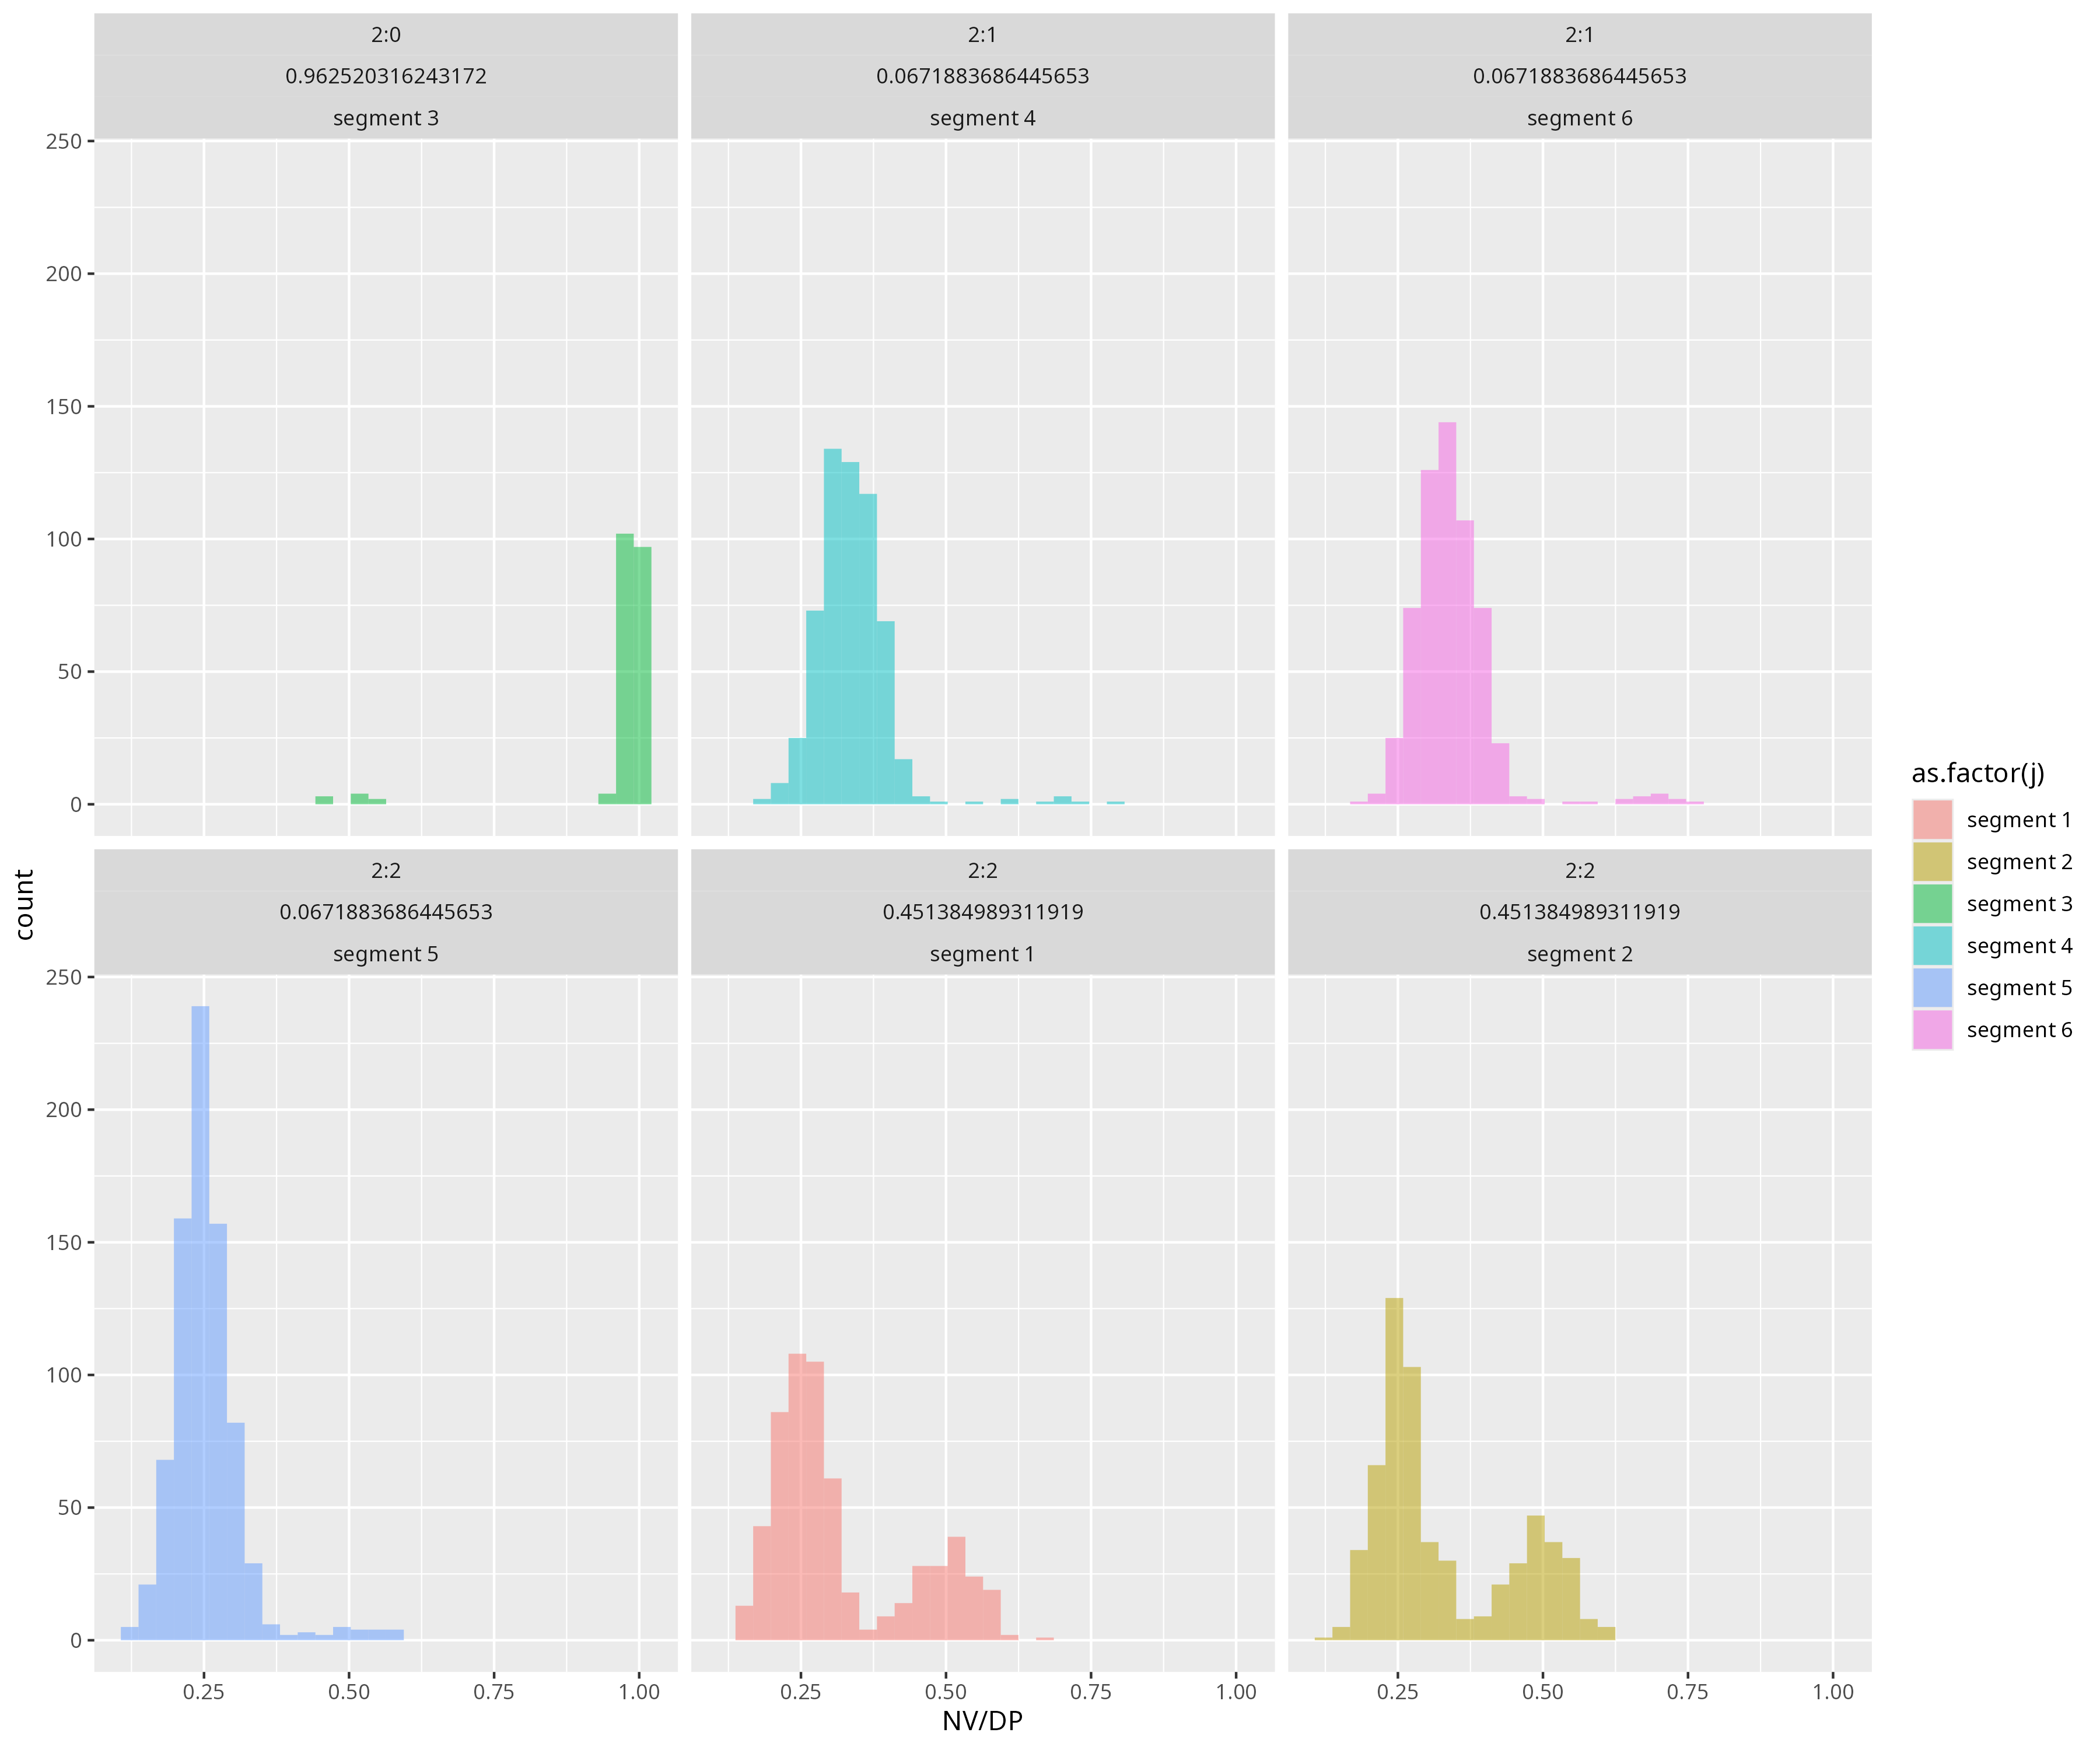 2:0
0.962520316243172
segment 3
2:1
0.0671883686445653
segment 4
2:1
0.0671883686445653
segment 6
250
200
150
100
50
0
2:2
0.0671883686445653
segment 5
2:2
0.451384989311919
segment 1
2:2
0.451384989311919
segment 2
250
200
150
100
50
0
0.25 0.50 0.75 1.00
0.25 0.50 0.75 1.00
0.25 0.50 0.75 1.00
NV/DP
count
as.factor(j)
segment 1
segment 2
segment 3
segment 4
segment 5
segment 6